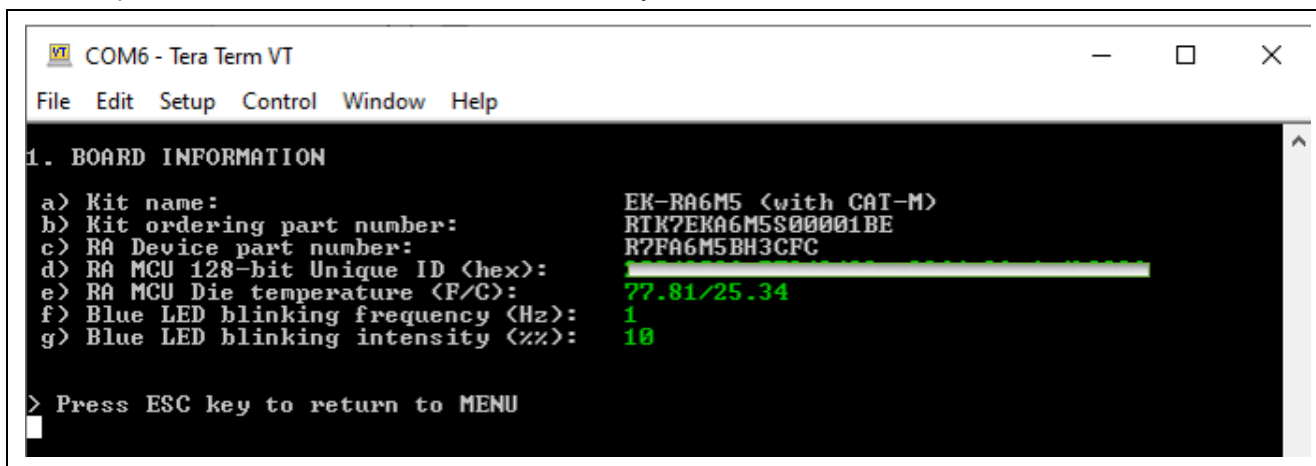 COM6 - Tera Term VT
File Edit Setup Control Window Help
1. BOARD INFORMATION
a) Kit name: EK-RA6M5 (with CAT-M)
b) Kit ordering part number: RTK7EKA6M5S00001BE
c) RA Device part number: R7FA6M5BH3CFC
d) RA MCU 128-bit Unique ID (hex):
e) RA MCU Die temperature (F/C): 77.81/25.34
f) Blue LED blinking frequency (Hz): 1
g) Blue LED blinking intensity (%%): 10
> Press ESC key to return to MENU